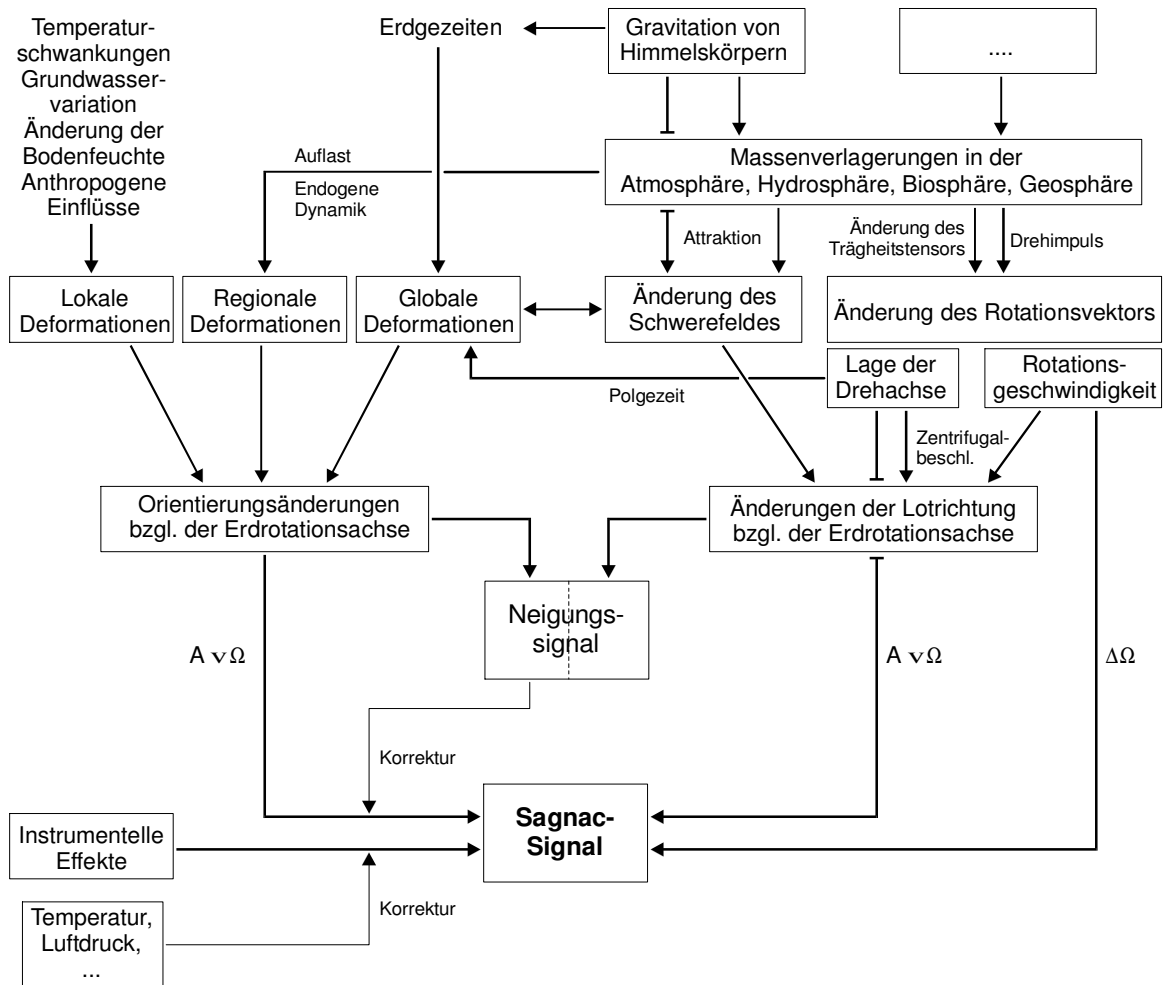 Temperatur-
schwankungen
Grundwasser-
variation
Änderung der
Bodenfeuchte
Anthropogene
Einflüsse
Erdgezeiten
Gravitation von
Himmelskörpern
....
Auflast
Endogene
Dynamik
Massenverlagerungen in der
Atmosphäre, Hydrosphäre, Biosphäre, Geosphäre
Attraktion
Änderung des
Trägheitstensors
Drehimpuls
Lokale
Deformationen
Regionale
Deformationen
Globale
Deformationen
Änderung des
Schwerefeldes
Änderung des Rotationsvektors
Lage der
Drehachse
Rotations-
geschwindigkeit
Polgezeit
Zentrifugal-
beschl.
Orientierungsänderungen
bzgl. der Erdrotationsachse
Änderungen der Lotrichtung
bzgl. der Erdrotationsachse
Neigungs-
signal
A v Ω
A v Ω
ΔΩ
Korrektur
Sagnac-
Signal
Instrumentelle
Effekte
Korrektur
Temperatur,
Luftdruck,
...